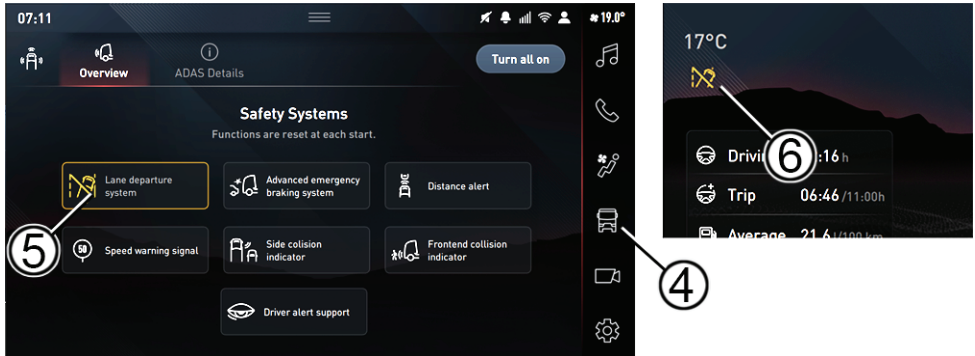 07:11
19.0°
Overview
ADAS Details
Turn all on
Safety Systems
Functions are reset at each start.
Lane departure
system
Advanced emergency
braking system
Distance alert
50
Speed warning signal
Side colision
indicator
Frontend collision
indicator
Driver alert support
4
5
17°C
6
:16 h
Trip 06:46 /11:00h
Average 21.6